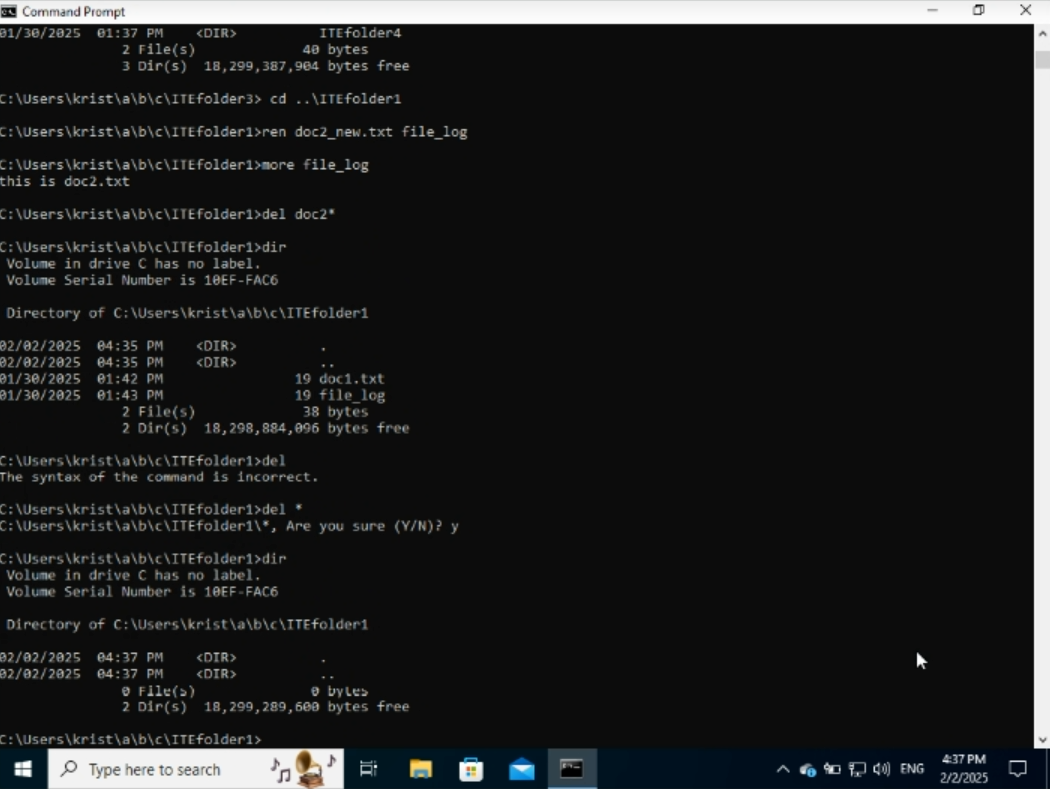 Command Prompt
01/30/2025  01:37 PM    <DIR>          ITEfolder4
               2 File(s)             40 bytes
               3 Dir(s)  18,299,387,904 bytes free
C:\Users\krist\a\b\c\ITEfolder3> cd ..\ITEfolder1
C:\Users\krist\a\b\c\ITEfolder1>ren doc2_new.txt file_log
C:\Users\krist\a\b\c\ITEfolder1>more file_log
this is doc2.txt
C:\Users\krist\a\b\c\ITEfolder1>del doc2*
C:\Users\krist\a\b\c\ITEfolder1>dir
 Volume in drive C has no label.
 Volume Serial Number is 10EF-FAC6
 Directory of C:\Users\krist\a\b\c\ITEfolder1
02/02/2025  04:35 PM    <DIR>          .
02/02/2025  04:35 PM    <DIR>          ..
01/30/2025  01:42 PM                19 doc1.txt
01/30/2025  01:43 PM                19 file_log
               2 File(s)             38 bytes
               2 Dir(s)  18,298,884,096 bytes free
C:\Users\krist\a\b\c\ITEfolder1>del
The syntax of the command is incorrect.
C:\Users\krist\a\b\c\ITEfolder1>del *
C:\Users\krist\a\b\c\ITEfolder1\*, Are you sure (Y/N)? y
C:\Users\krist\a\b\c\ITEfolder1>dir
 Volume in drive C has no label.
 Volume Serial Number is 10EF-FAC6
 Directory of C:\Users\krist\a\b\c\ITEfolder1
02/02/2025  04:37 PM    <DIR>          .
02/02/2025  04:37 PM    <DIR>          ..
               0 File(s)              0 bytes
               2 Dir(s)  18,299,289,600 bytes free
C:\Users\krist\a\b\c\ITEfolder1>
Type here to search
ENG
4:37 PM
2/2/2025